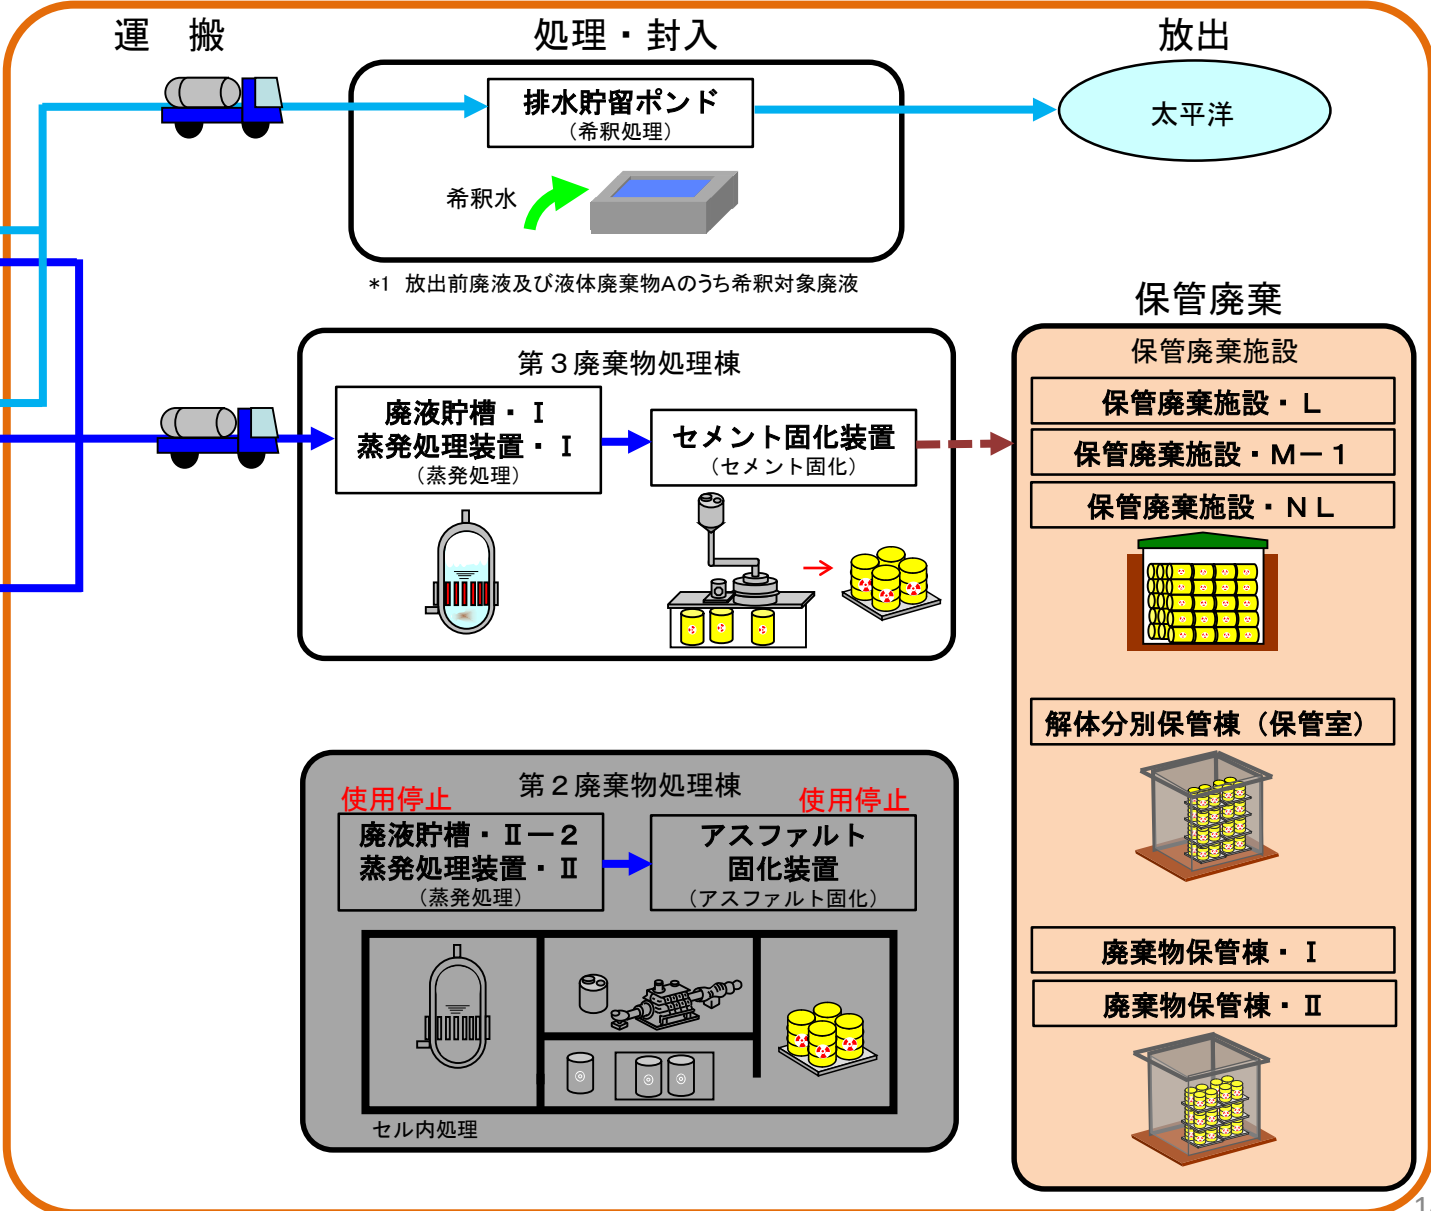 運　搬
処理・封入
放出
排水貯留ポンド
（希釈処理）
太平洋
希釈水
*1　放出前廃液及び液体廃棄物Aのうち希釈対象廃液
保管廃棄
第３廃棄物処理棟
廃液貯槽・Ⅰ
蒸発処理装置・Ⅰ
（蒸発処理）
セメント固化装置
（セメント固化）
保管廃棄施設
保管廃棄施設・Ｌ
保管廃棄施設・Ｍ－１
保管廃棄施設・ＮＬ
解体分別保管棟（保管室）
廃棄物保管棟・Ⅰ
廃棄物保管棟・Ⅱ
第２廃棄物処理棟
使用停止
使用停止
廃液貯槽・Ⅱ－２
蒸発処理装置・Ⅱ
（蒸発処理）
アスファルト
固化装置
（アスファルト固化）
セル内処理